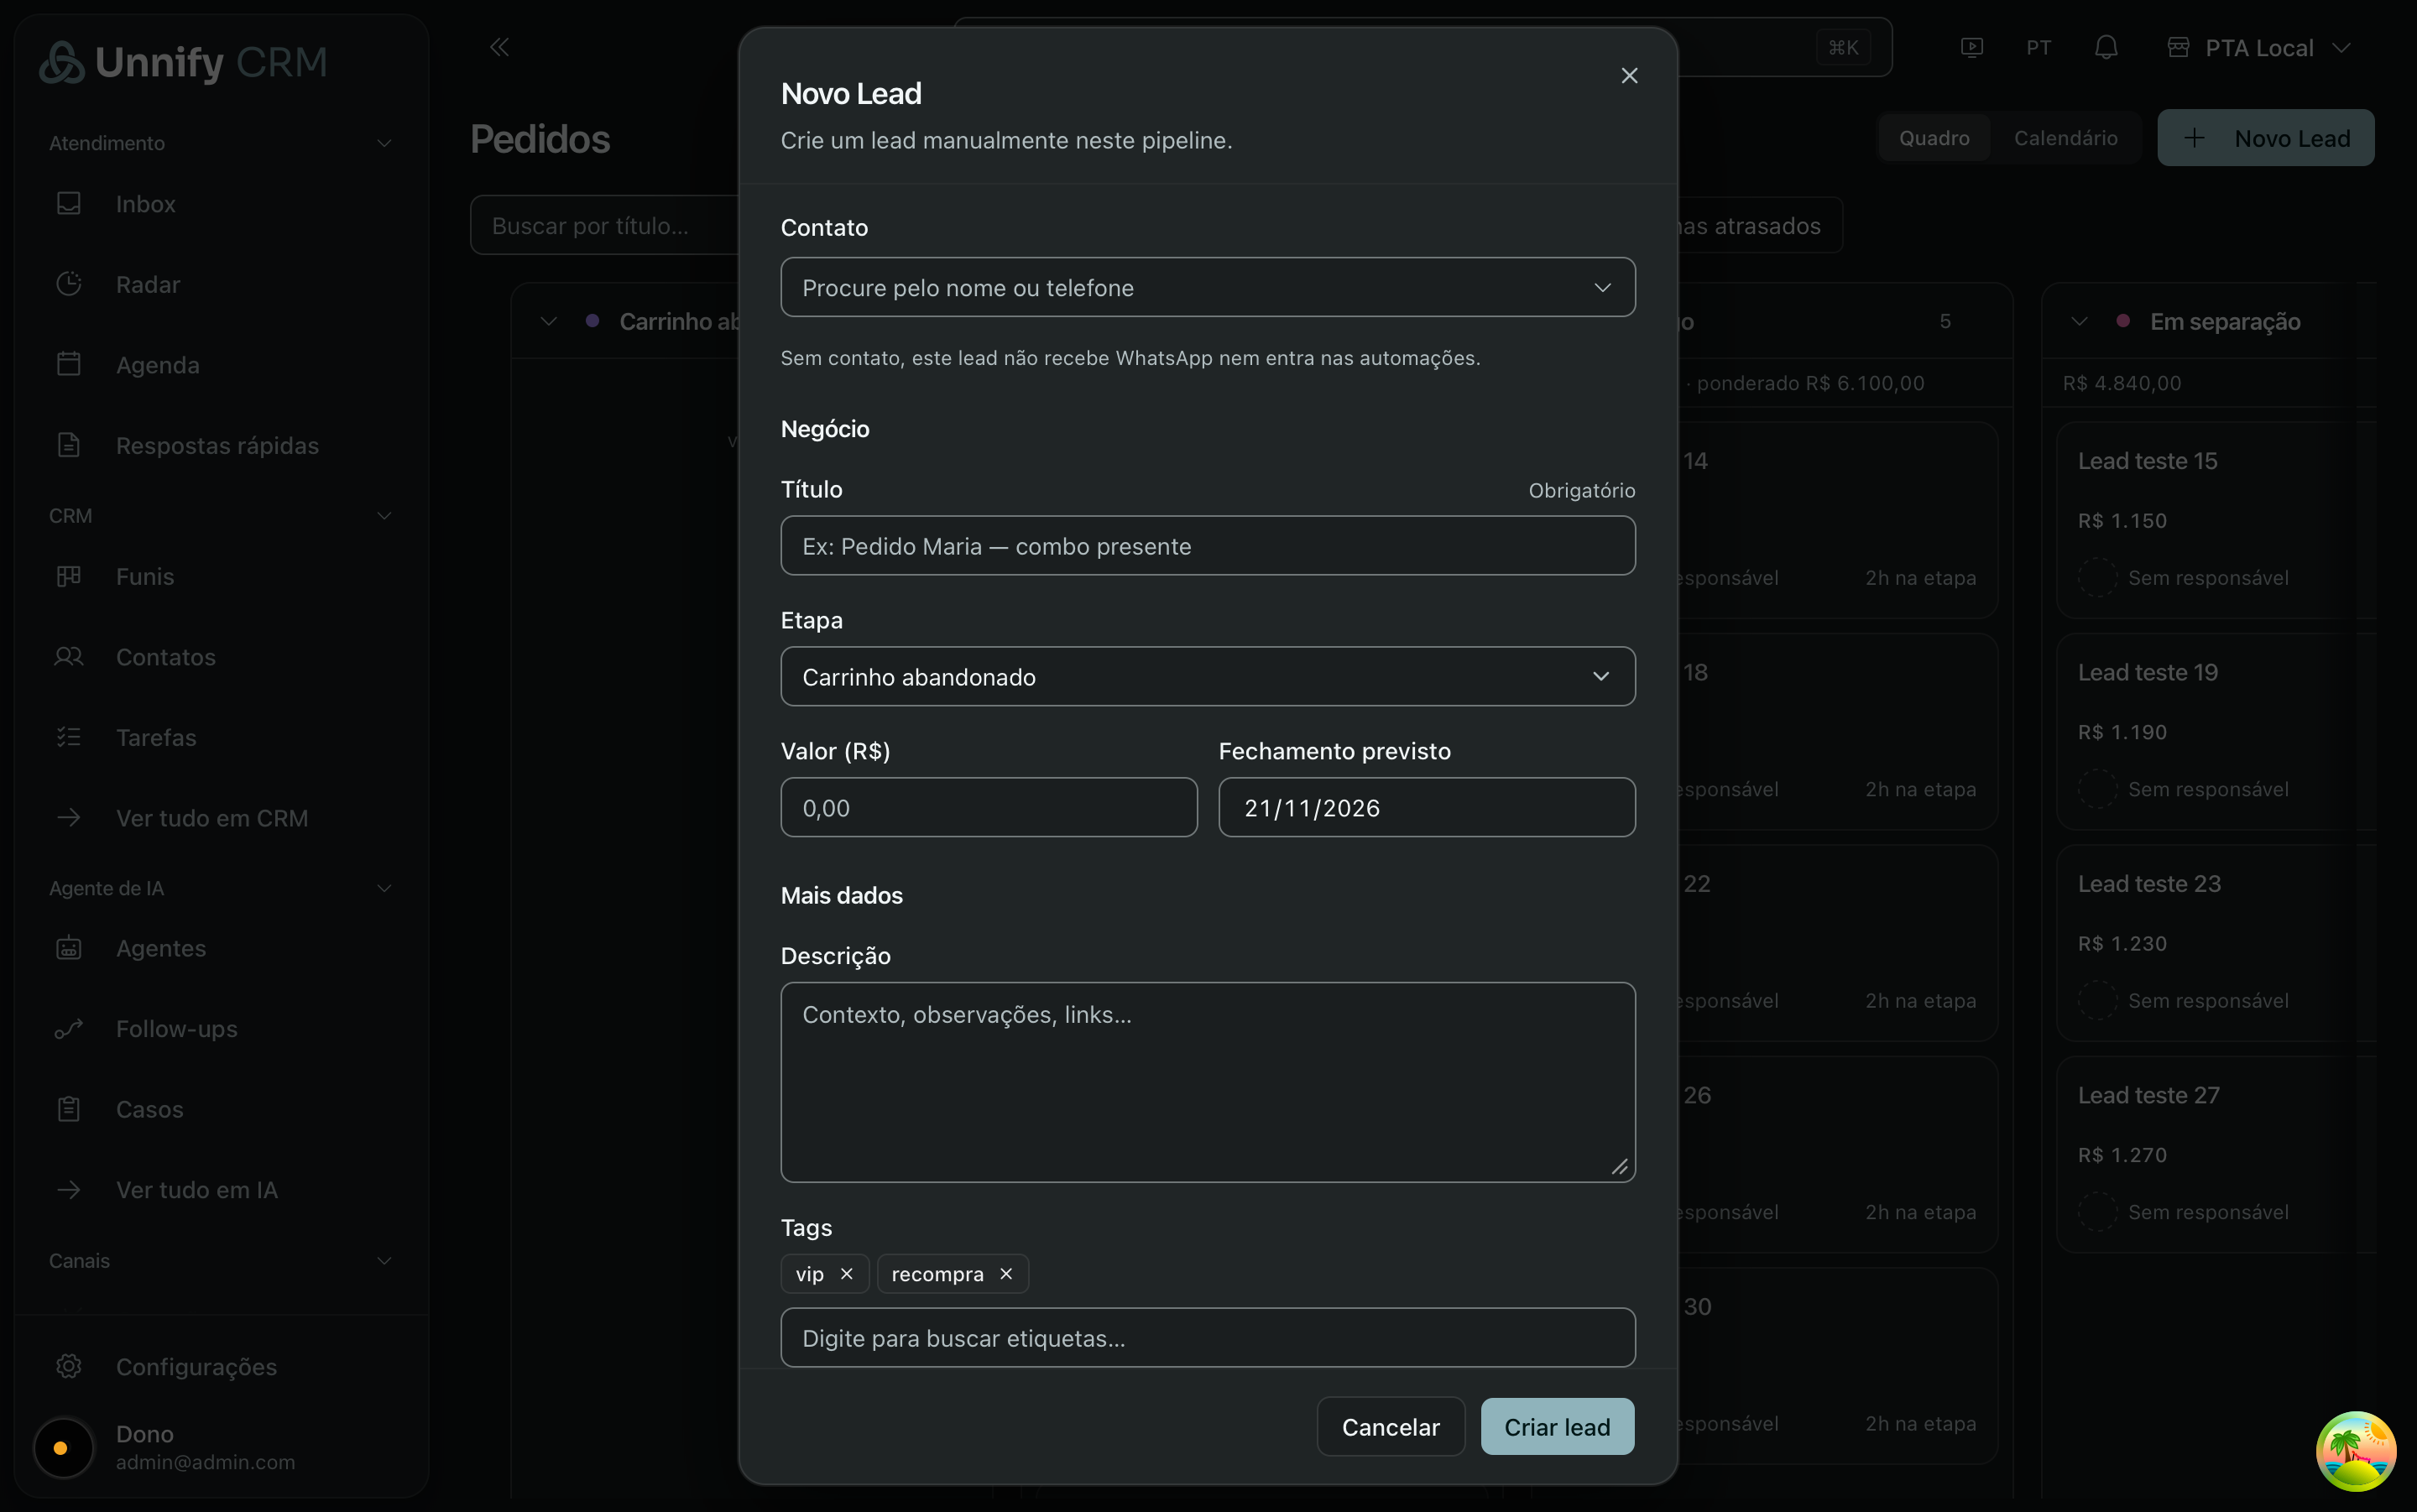 Unnify CRM
Atendimento
Inbox
Radar
Agenda
Respostas rápidas
CRM
Funis
Contatos
Tarefas
Ver tudo em CRM
Agente de IA
Agentes
Follow-ups
Casos
Ver tudo em IA
Canais
Configurações
Dono
admin@admin.com
⌘K
PT
PTA Local
Pedidos
Quadro
Calendário
+ Novo Lead
Buscar por título...
as atrasados
Carrinho ab
5
· ponderado R$ 6.100,00
14
esponsável
2h na etapa
18
esponsável
2h na etapa
22
esponsável
2h na etapa
26
esponsável
2h na etapa
30
esponsável
2h na etapa
Em separação
R$ 4.840,00
Lead teste 15
R$ 1.150
Sem responsável
Lead teste 19
R$ 1.190
Sem responsável
Lead teste 23
R$ 1.230
Sem responsável
Lead teste 27
R$ 1.270
Sem responsável
Novo Lead
Crie um lead manualmente neste pipeline.
Contato
Procure pelo nome ou telefone
Sem contato, este lead não recebe WhatsApp nem entra nas automações.
Negócio
Título
Obrigatório
Ex: Pedido Maria — combo presente
Etapa
Carrinho abandonado
Valor (R$)
Fechamento previsto
0,00
21/11/2026
Mais dados
Descrição
Contexto, observações, links...
Tags
vip
recompra
Digite para buscar etiquetas...
Cancelar
Criar lead